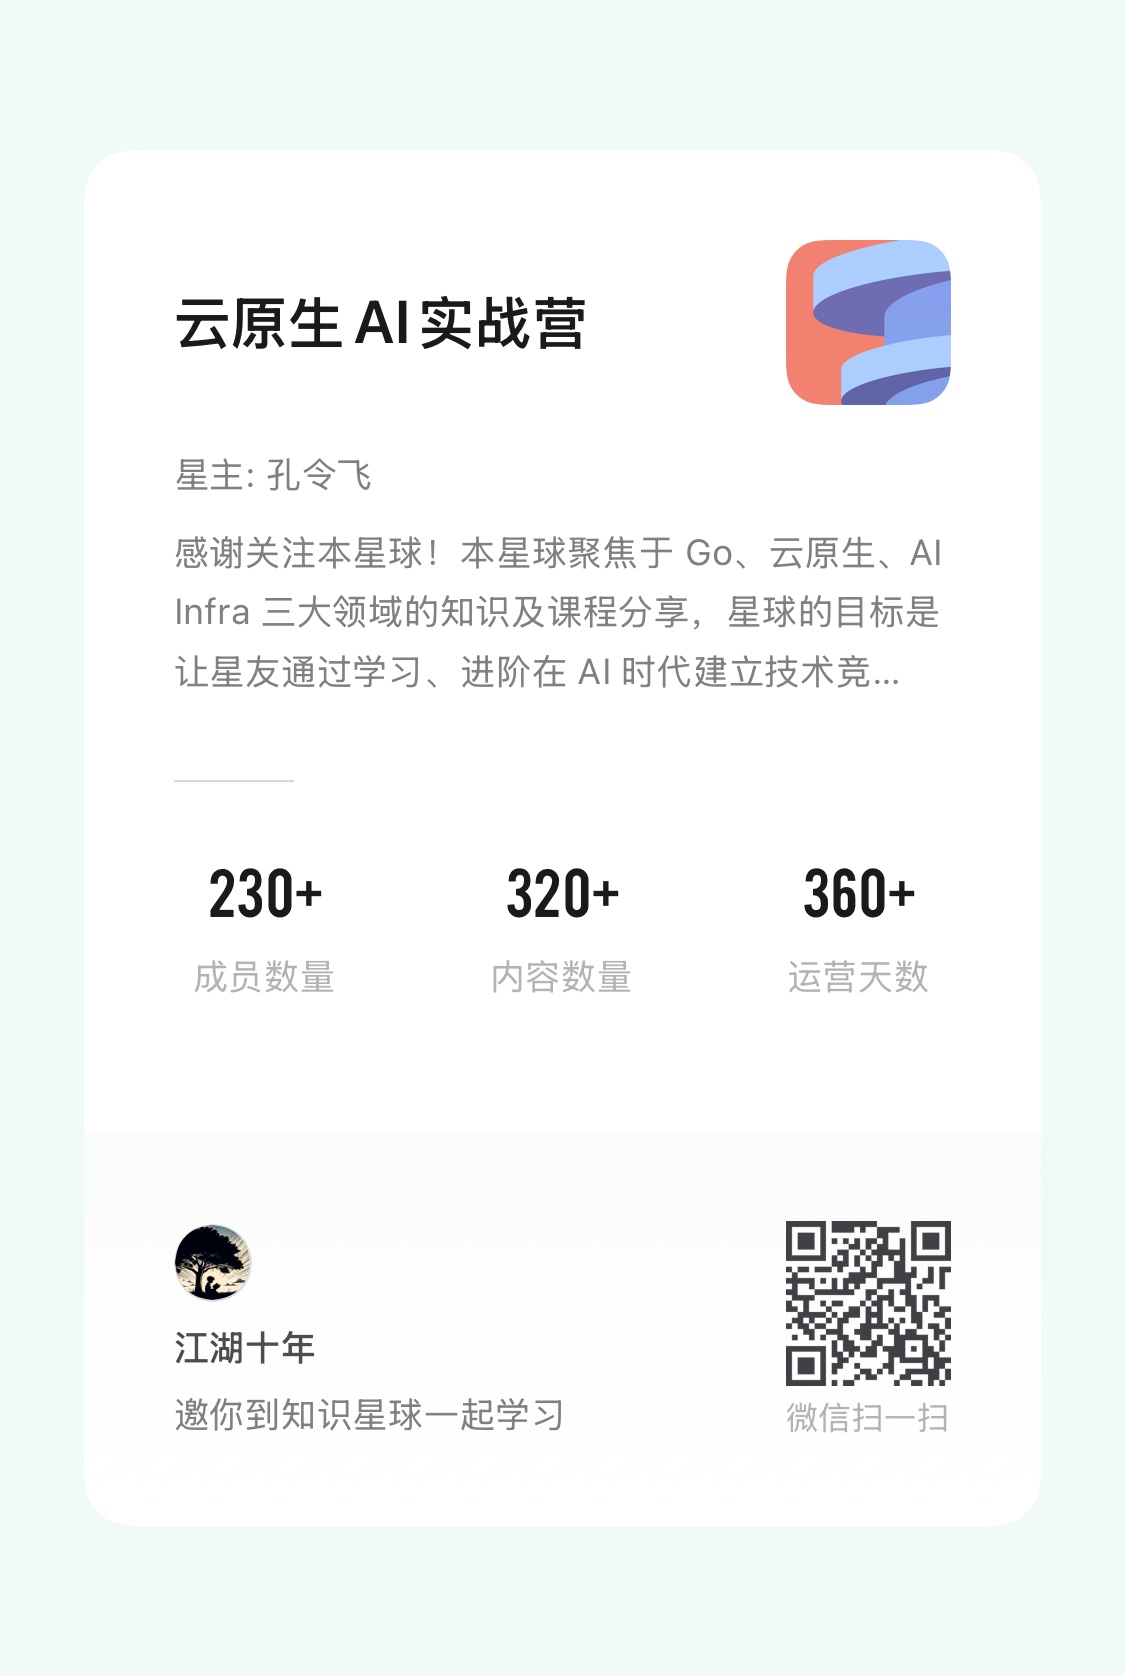 云原生 AI 实战营
星主: 孔令飞
感谢关注本星球！本星球聚焦于 Go、云原生、AI
Infra 三大领域的知识及课程分享，星球的目标是
让星友通过学习、进阶在 AI 时代建立技术竞...
230+
320+
360+
成员数量
内容数量
运营天数
江湖十年
邀你到知识星球一起学习
微信扫一扫